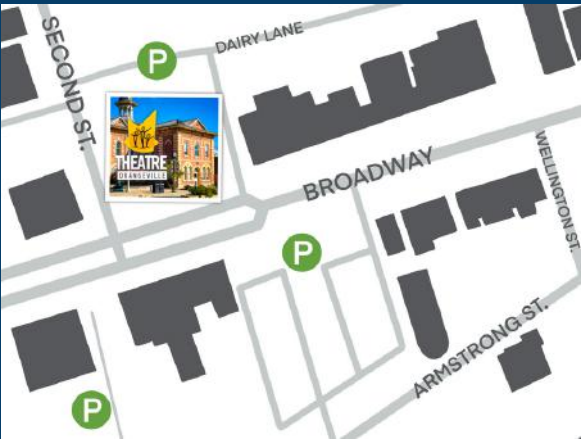 DAIRY LANE
P
SECOND ST.
THEATRE
ORANGEVILLE
BROADWAY
WELLINGTON ST.
P
ARMSTRONG ST.
P